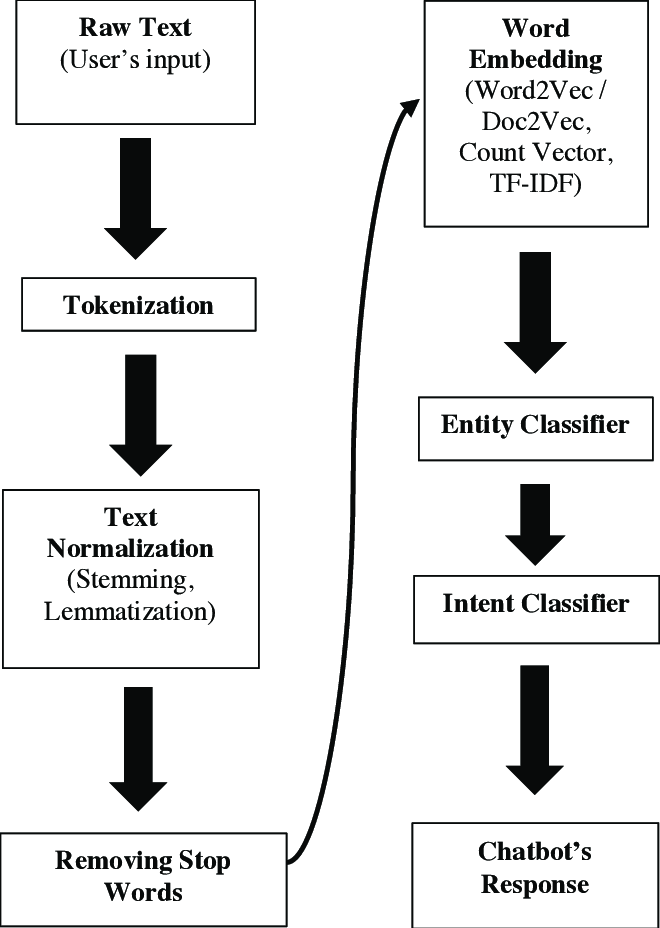 Raw Text
(User's input)
Tokenization
Text
Normalization
(Stemming,
Lemmatization)
Removing Stop
Words
Word
Embedding
(Word2Vec /
Doc2Vec,
Count Vector,
TF-IDF)
Entity Classifier
Intent Classifier
Chatbot's
Response